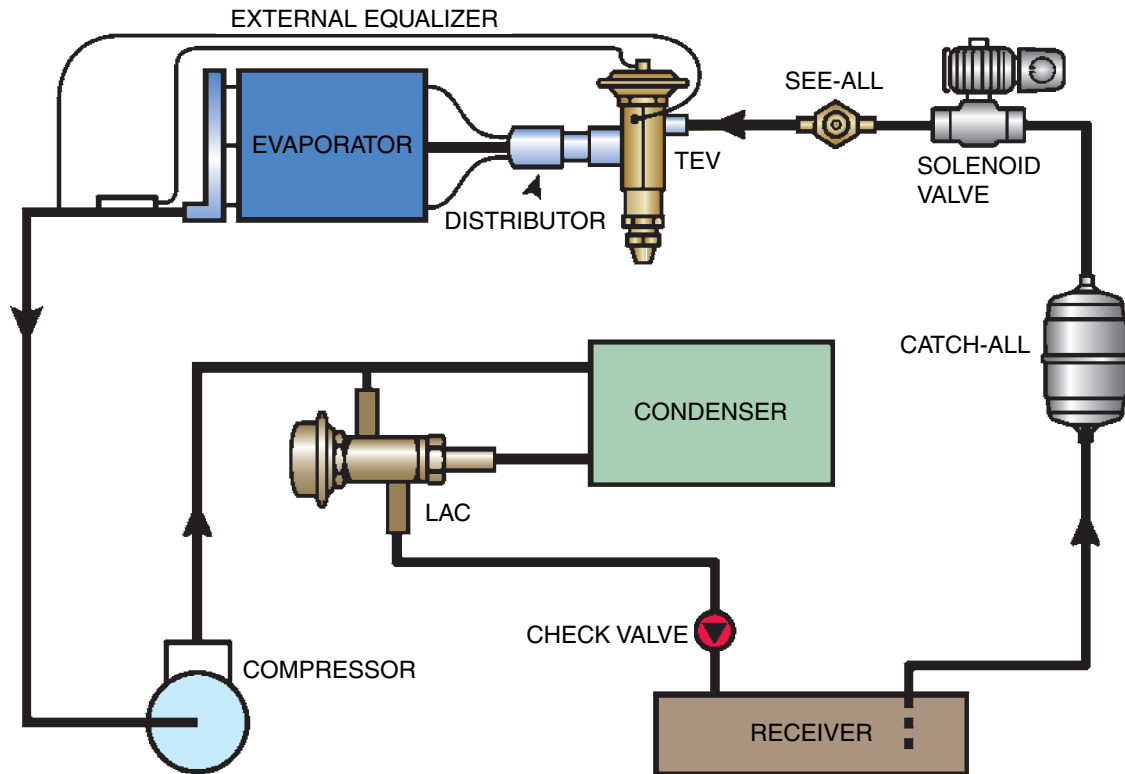 EXTERNAL EQUALIZER
SEE-ALL
EVAPORATOR
TEV
SOLENOID
VALVE
DISTRIBUTOR
CATCH-ALL
CONDENSER
LAC
CHECK VALVE
COMPRESSOR
RECEIVER